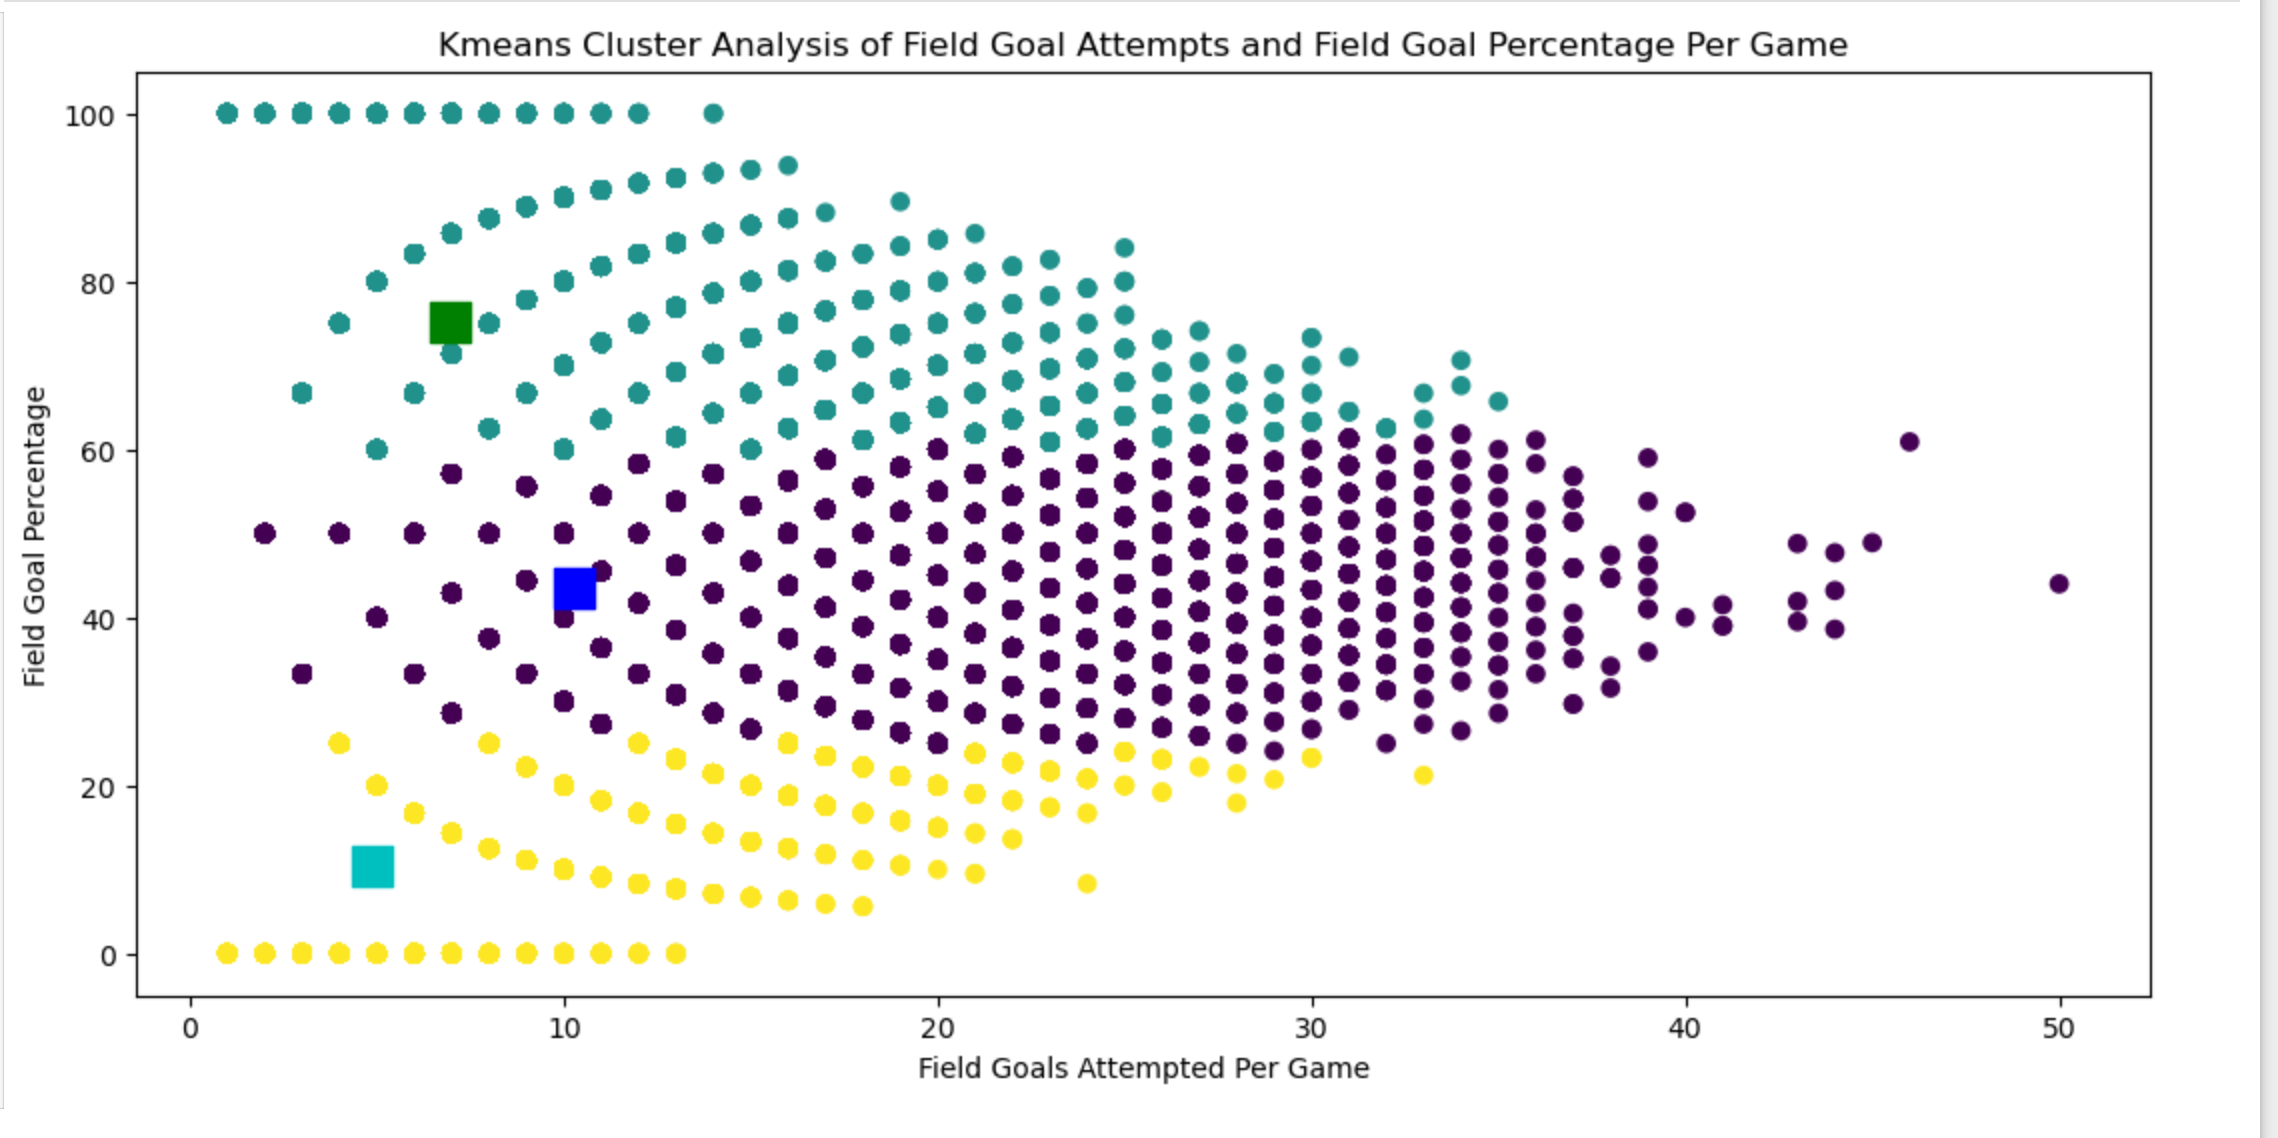 Kmeans Cluster Analysis of Field Goal Attempts and Field Goal Percentage Per Game
Field Goal Percentage
100
80
60
40
20
0
0 10 20 30 40 50
Field Goals Attempted Per Game